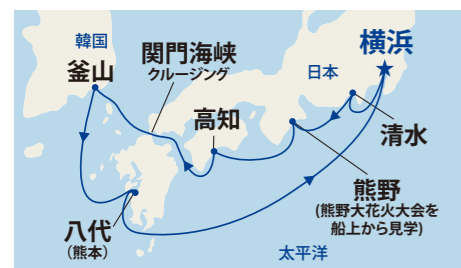 韓国
釜山
関門海峡
クルージング
高知
日本
横浜
清水
熊野
(熊野大花火大会を
船上から見学)
八代
(熊本)
太平洋